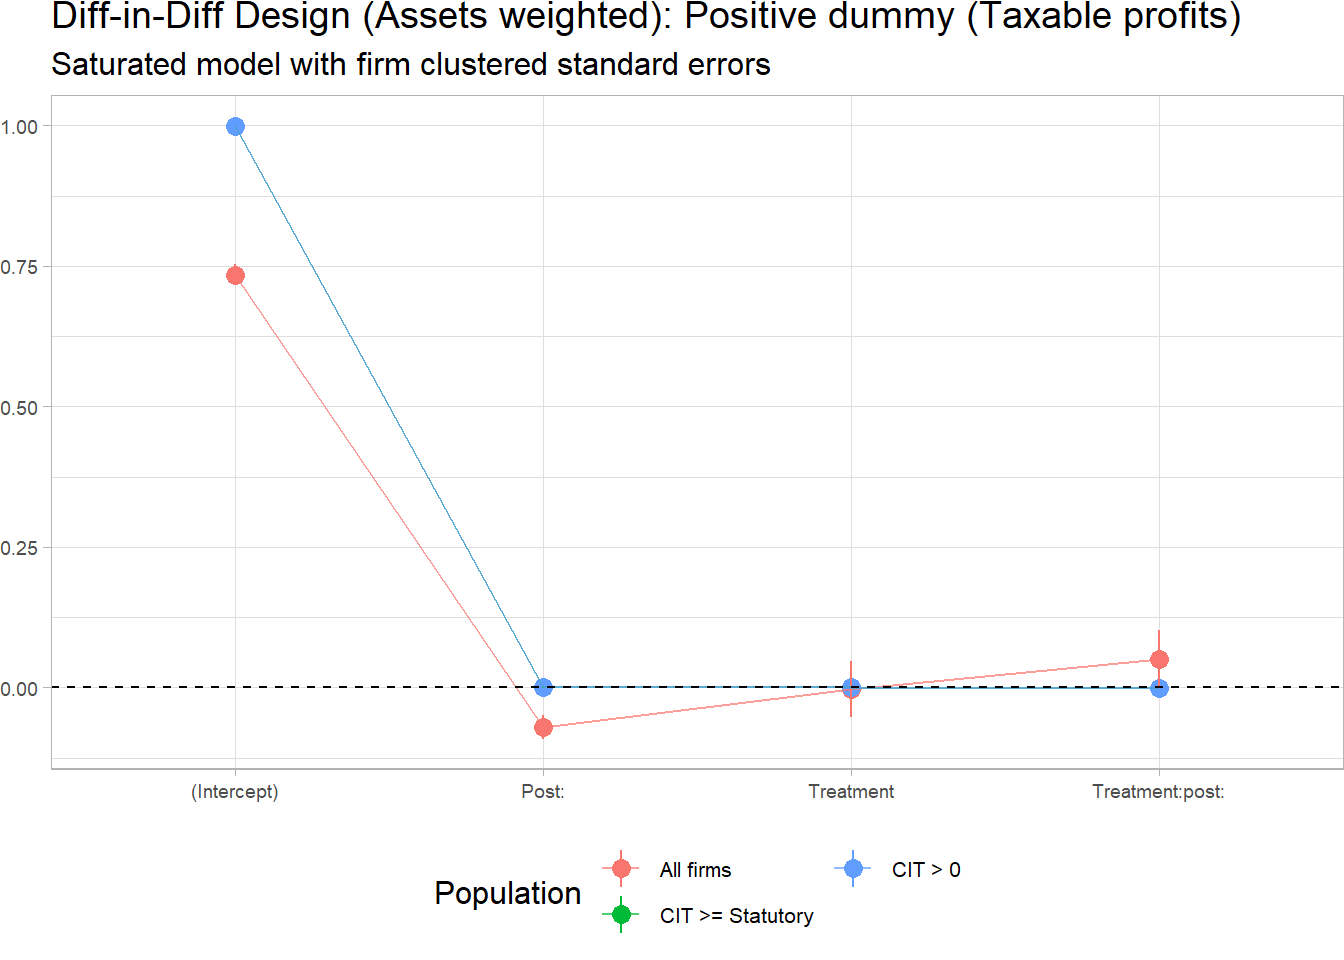 Diff-in-Diff Design (Assets weighted): Positive dummy (Taxable profits)
Saturated model with firm clustered standard errors
1.00
0.75
0.50
0.25
0.00
(Intercept) Post: Treatment Treatment:post:
Population
All firms
CIT >= Statutory
CIT > 0